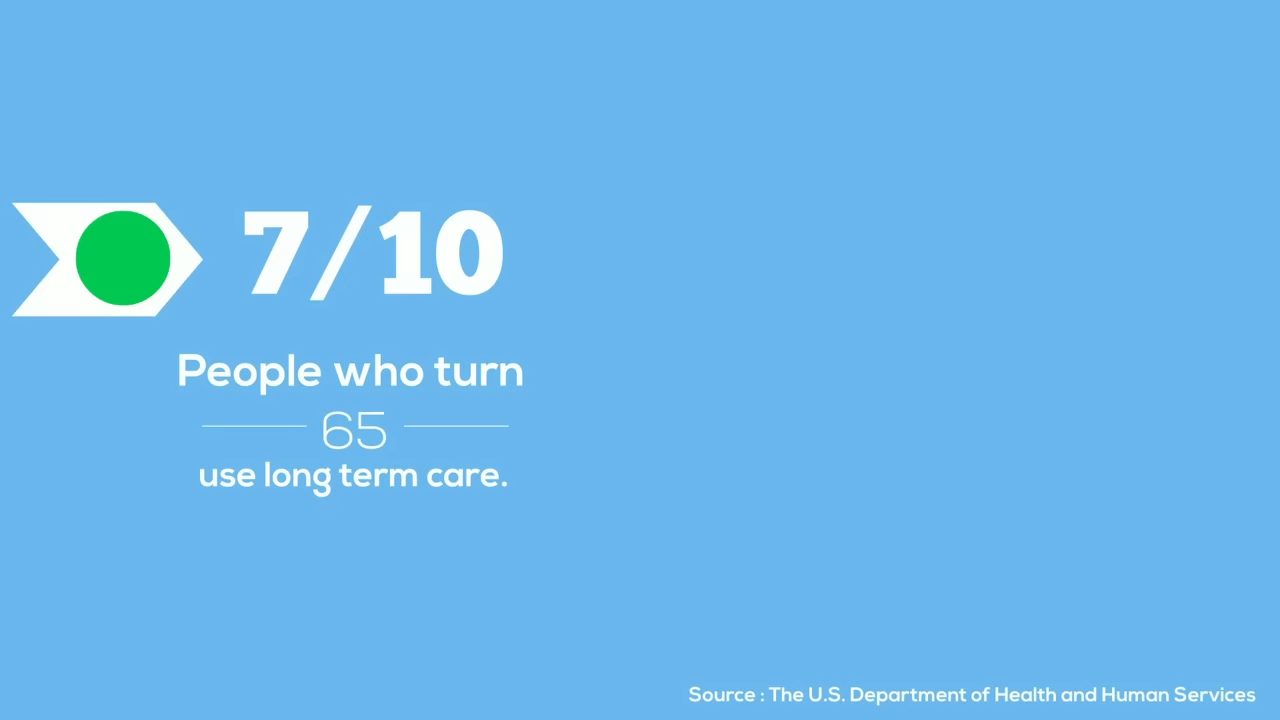 7/10
People who turn
65
use long term care.
Source : The U.S. Department of Health and Human Services